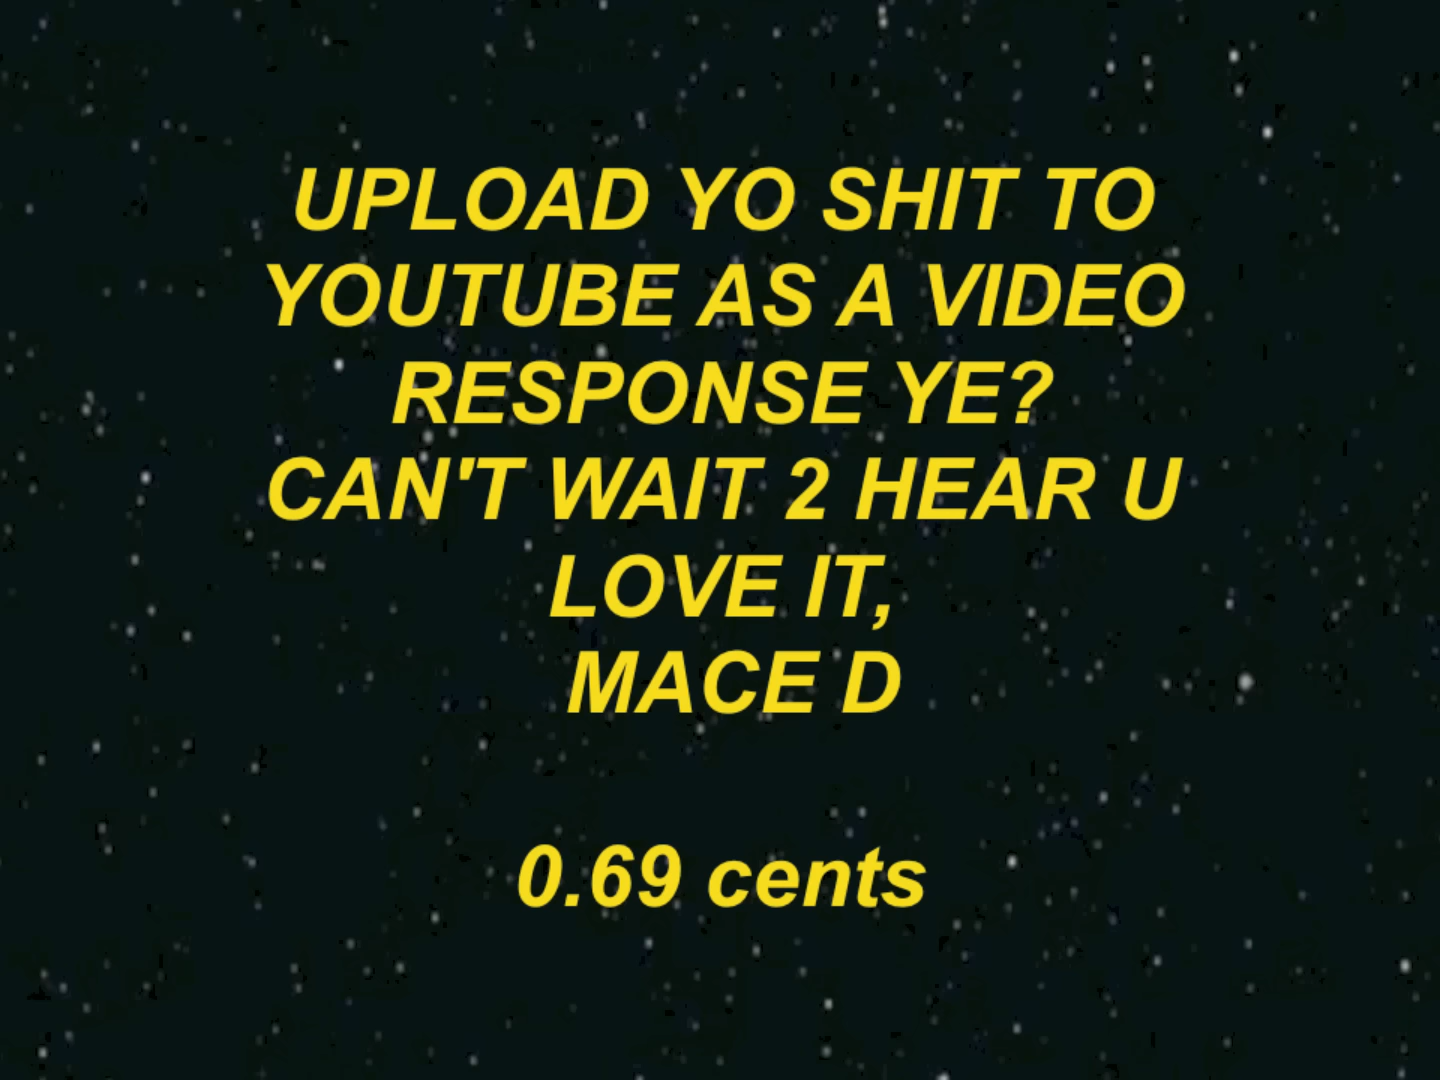 UPLOAD YO SHIT TO
YOUTUBE AS A VIDEO
RESPONSE YE?
CAN'T WAIT 2 HEAR U
LOVE IT,
MACE D
0.69 cents